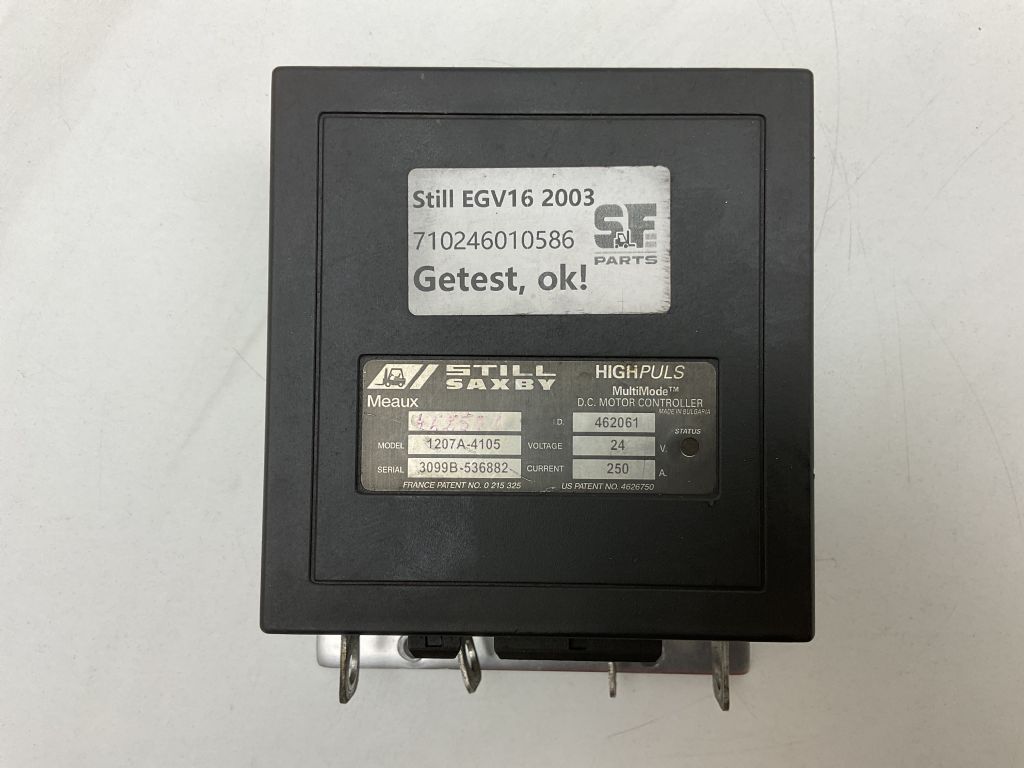 Still EGV16 2003
710246010586
SF
PARTS
Getest, ok!
STILL
SAXBY
HIGHPULS
MultiMode™
Meaux
D.C. MOTOR CONTROLLER
MADE IN BULGARIA
I.D. 462061
STATUS
MODEL 1207A-4105 VOLTAGE 24 V.
SERIAL 3099B-536882 CURRENT 250 A.
FRANCE PATENT NO. 0 215 325 US PATENT NO. 4626750